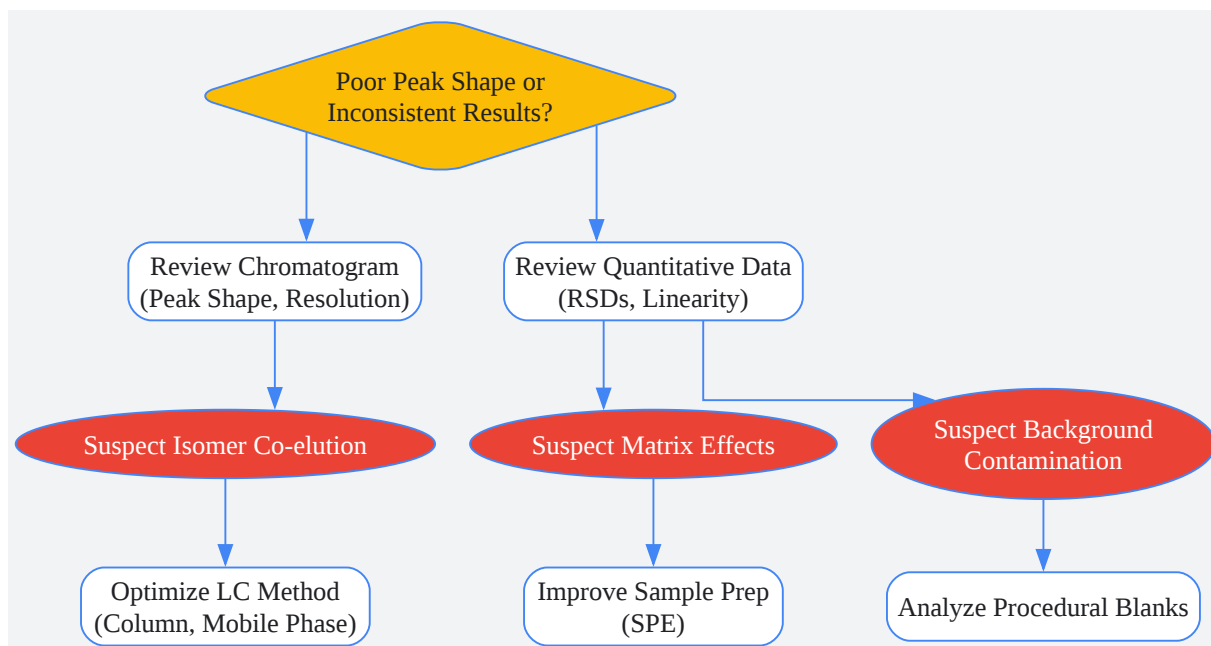 Poor Peak Shape or
Inconsistent Results?
Review Chromatogram
(Peak Shape, Resolution)
Review Quantitative Data
(RSDs, Linearity)
Suspect Isomer Co-elution
Suspect Matrix Effects
Suspect Background
Contamination
Optimize LC Method
(Column, Mobile Phase)
Improve Sample Prep
(SPE)
Analyze Procedural Blanks